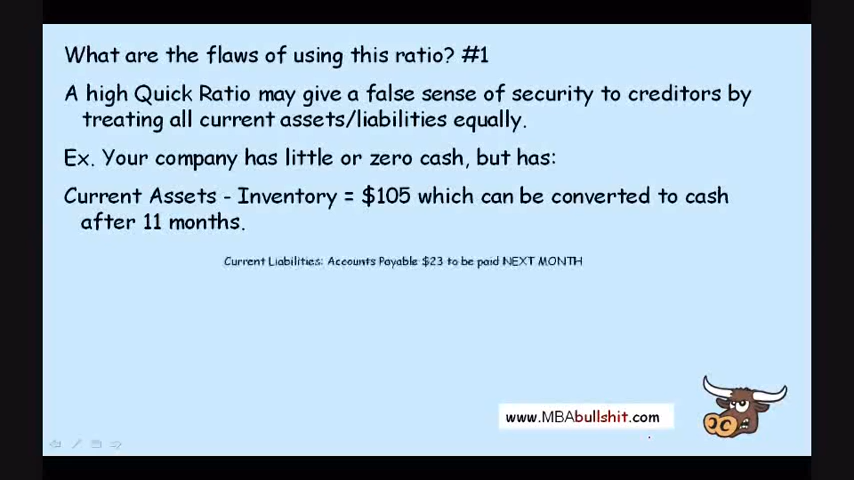 What are the flaws of using this ratio? #1
A high Quick Ratio may give a false sense of security to creditors by
treating all current assets/liabilities equally.
Ex. Your company has little or zero cash, but has:
Current Assets - Inventory = $105 which can be converted to cash
after 11 months.
Current Liabilities: Accounts Payable $23 to be paid NEXT MONTH
www.MBAbullshit.com